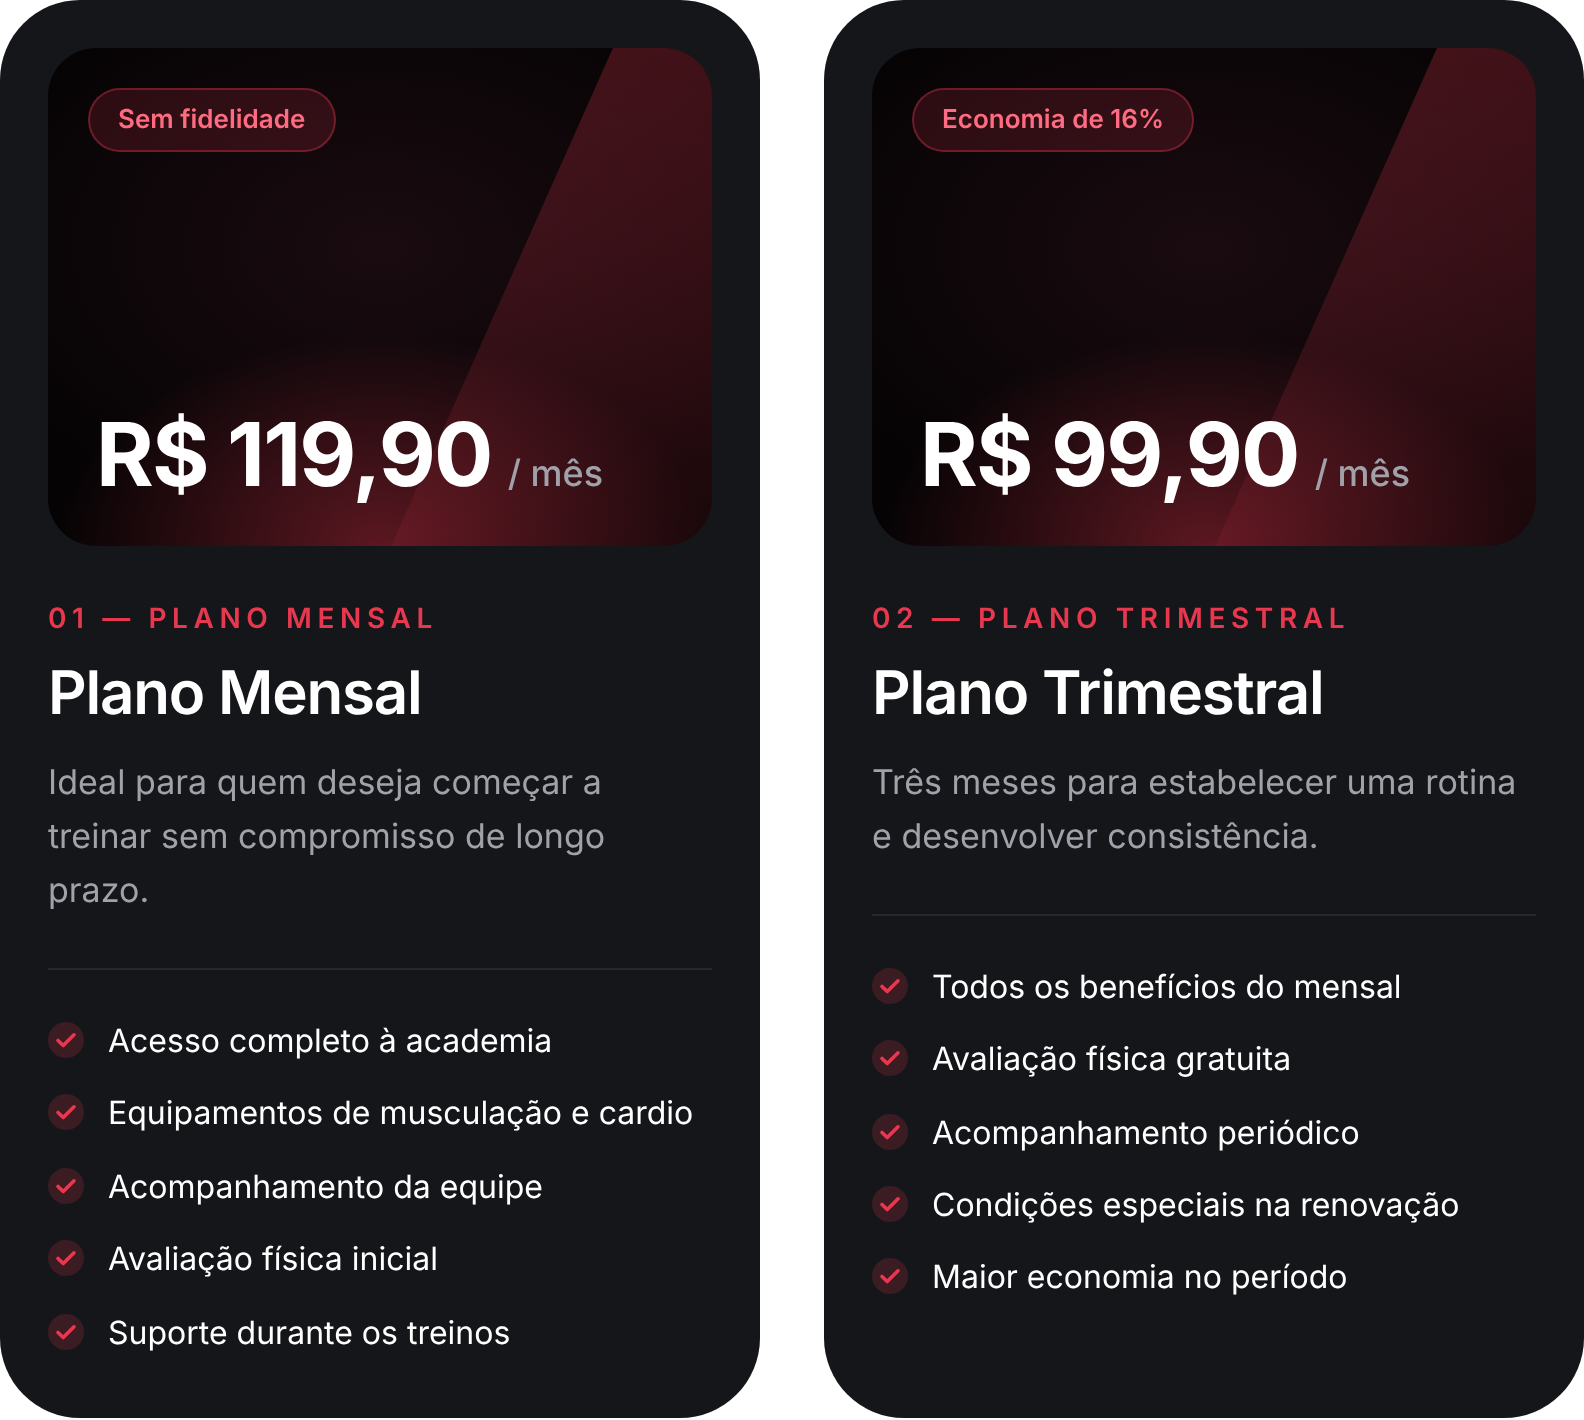 Sem fidelidade
R$ 119,90 / mês
01 — PLANO MENSAL
Plano Mensal
Ideal para quem deseja começar a
treinar sem compromisso de longo
prazo.
Acesso completo à academia
Equipamentos de musculação e cardio
Acompanhamento da equipe
Avaliação física inicial
Suporte durante os treinos
Economia de 16%
R$ 99,90 / mês
02 — PLANO TRIMESTRAL
Plano Trimestral
Três meses para estabelecer uma rotina
e desenvolver consistência.
Todos os benefícios do mensal
Avaliação física gratuita
Acompanhamento periódico
Condições especiais na renovação
Maior economia no período